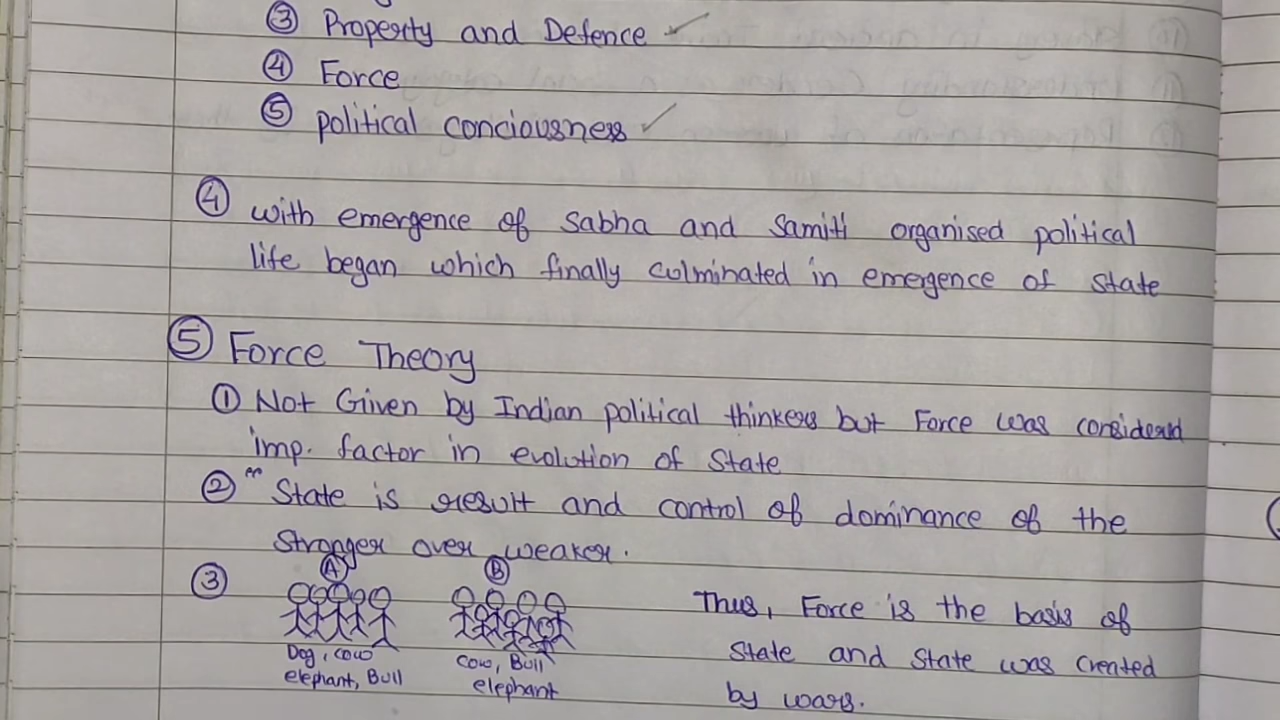 ③ Property and Defence ✓
④ Force
⑤ political conciousness ✓
④ with emergence of Sabha and Samiti organised political
life began which finally culminated in emergence of State
⑤ Force Theory
① Not Given by Indian political thinkers but Force was considered
imp. factor in evolution of State
② " State is result and control of dominance of the
Stronger over weaker.
③ Ⓐ Ⓑ
Thus, Force is the basis of
State and State was created
by wars.
Dog, cow
elephant, Bull
Cow, Bull
elephant